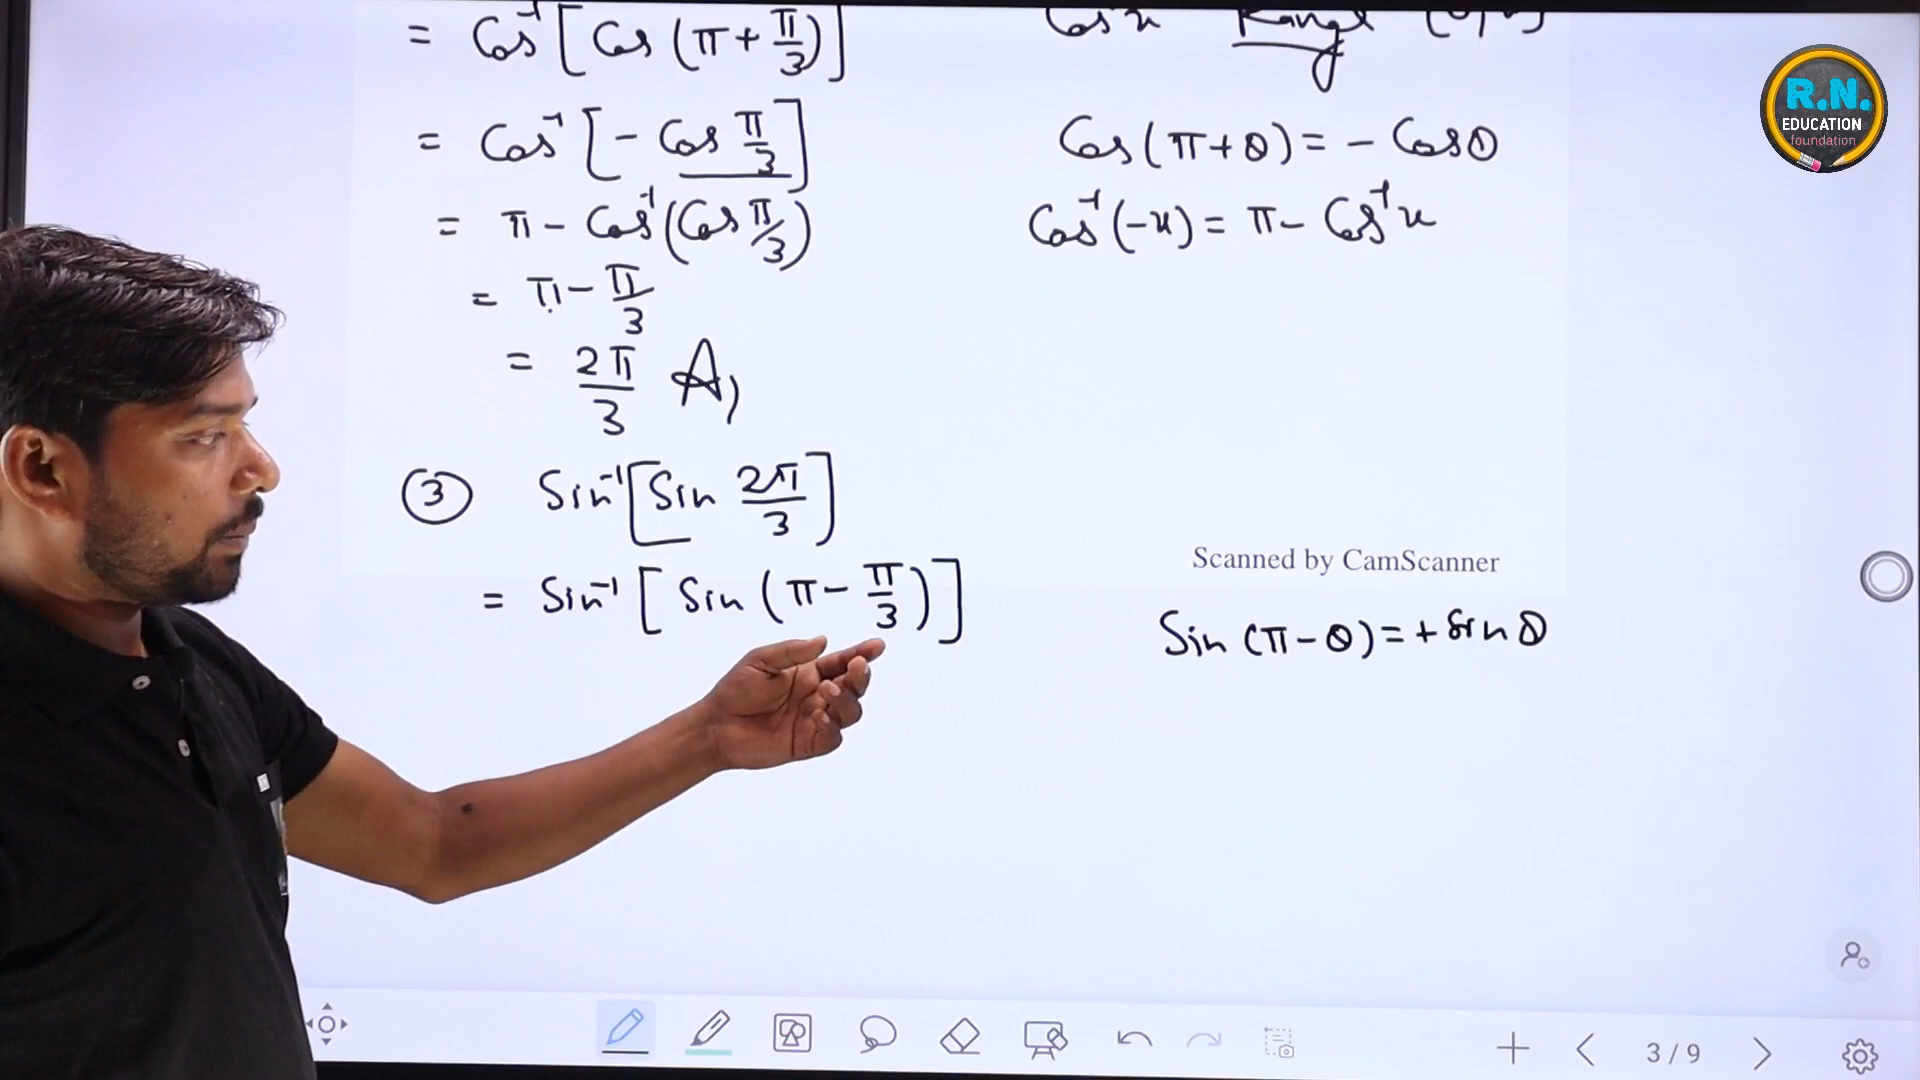 = Cos⁻¹[Cos(π + π/3)]
Range
= Cos⁻¹[- Cos π/3]
Cos(π+θ) = - Cosθ
= π - Cos⁻¹(Cos π/3)
Cos⁻¹(-x) = π - Cos⁻¹x
= π - π/3
= 2π/3 A,
③ Sin⁻¹[Sin 2π/3]
= Sin⁻¹[Sin(π - π/3)]
Sin(π-θ) = + Sinθ
Scanned by CamScanner
R.N.
EDUCATION
foundation
3/9